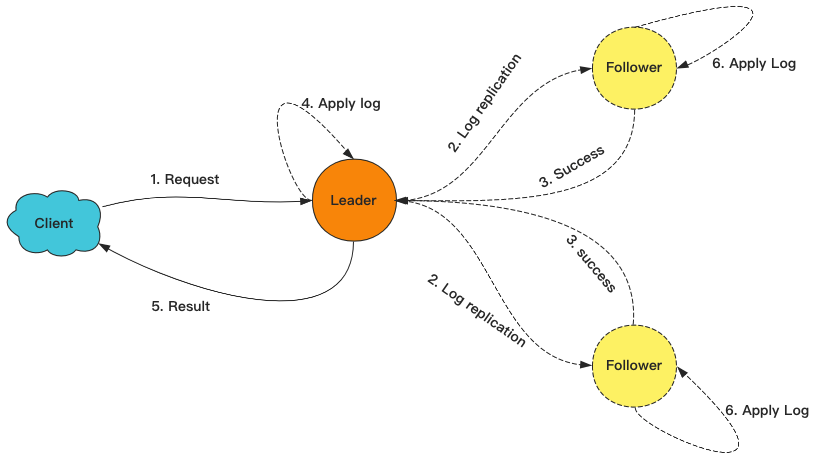 Follower
6. Apply Log
2. Log replication
4. Apply log
3. Success
1. Request
Leader
Client
3. success
5. Result
2. Log replication
Follower
6. Apply Log